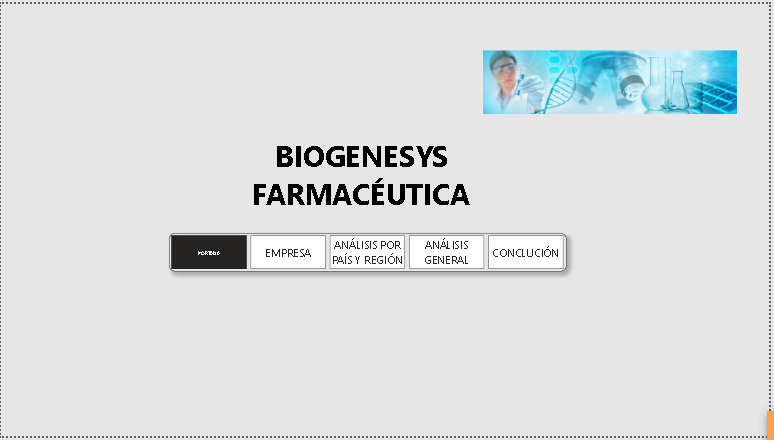 BIOGENESYS
FARMACÉUTICA
EMPRESA
ANÁLISIS POR
PAÍS Y REGIÓN
ANÁLISIS
GENERAL
CONCLUCIÓN